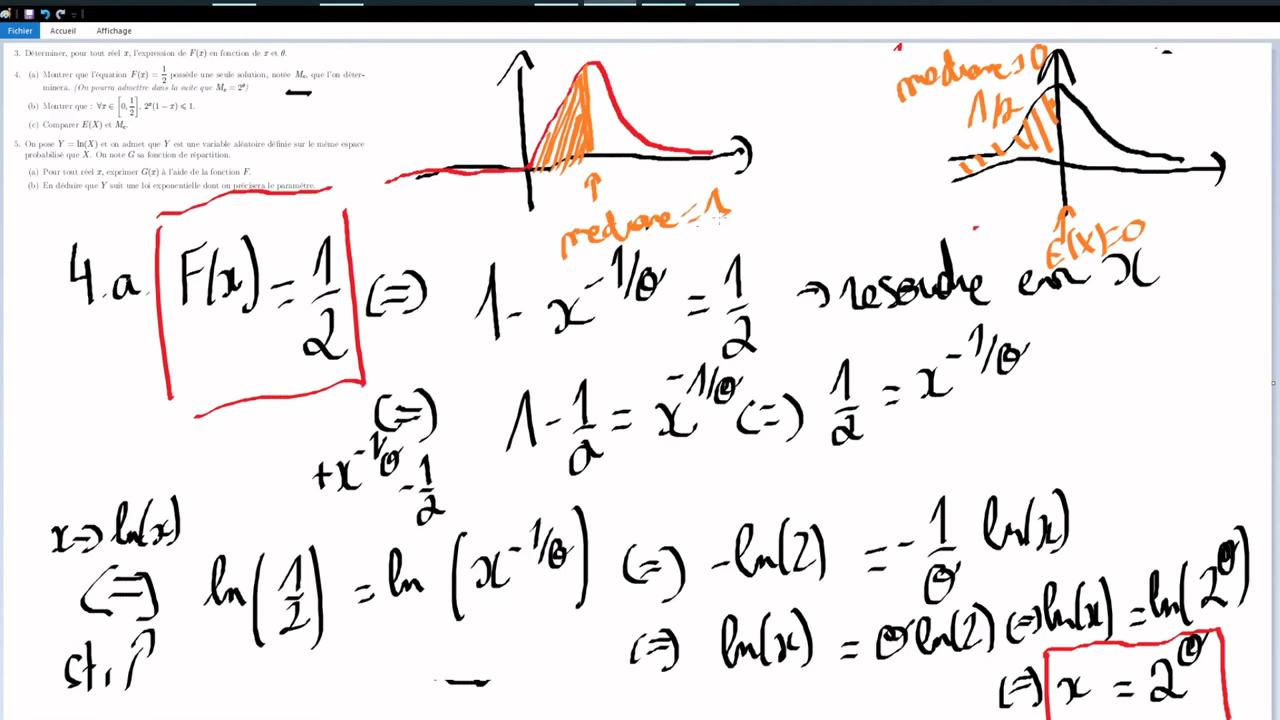 Fichier Accueil Affichage
3. Déterminer, pour tout réel x, l'expression de F(x) en fonction de x et θ.
4. (a) Montrer que l'équation F(x) = 1/2 possède une seule solution, notée Mₑ, que l'on déter-
minera. (On pourra admettre dans la suite que Mₑ = 2^θ)
(b) Montrer que : ∀x ∈ [0, 1/2], 2^x(1 − x) ⩽ 1.
(c) Comparer E(X) et Mₑ.
5. On pose Y = ln(X) et on admet que Y est une variable aléatoire définie sur le même espace
probabilisé que X. On note G sa fonction de répartition.
(a) Pour tout réel x, exprimer G(x) à l'aide de la fonction F.
(b) En déduire que Y suit une loi exponentielle dont on précisera le paramètre.
mediane = 1
mediane 0
1/2
E(X)=0
4.a. F(x) = 1/2 (=) 1 - x^(-1/θ) = 1/2 → resoudre en x
(=) 1 - 1/2 = x^(-1/θ) (=) 1/2 = x^(-1/θ)
+x^(-1/θ) - 1/2
x → ln(x)
(=) ln(1/2) = ln(x^(-1/θ)) (=) -ln(2) = -1/θ ln(x)
st. ↗
(=) ln(x) = θ ln(2) (=) ln(x) = ln(2^θ)
(=) x = 2^θ